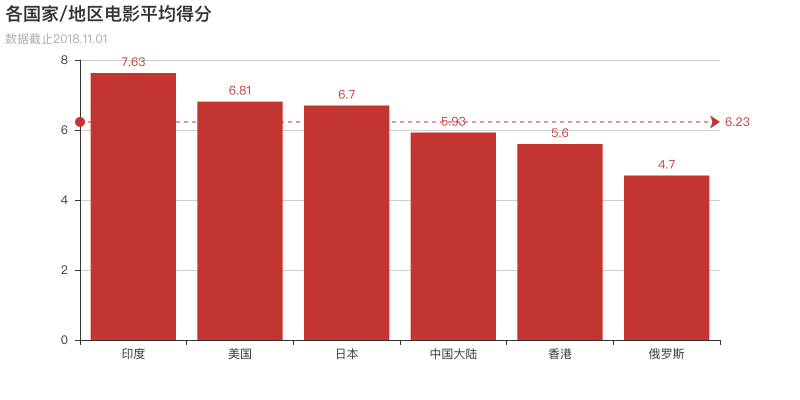 各国家/地区电影平均得分
数据截止2018.11.01
8
7.63
6.81
6.7
5.93
6.23
6
5.6
4.7
4
2
0
印度
美国
日本
中国大陆
香港
俄罗斯